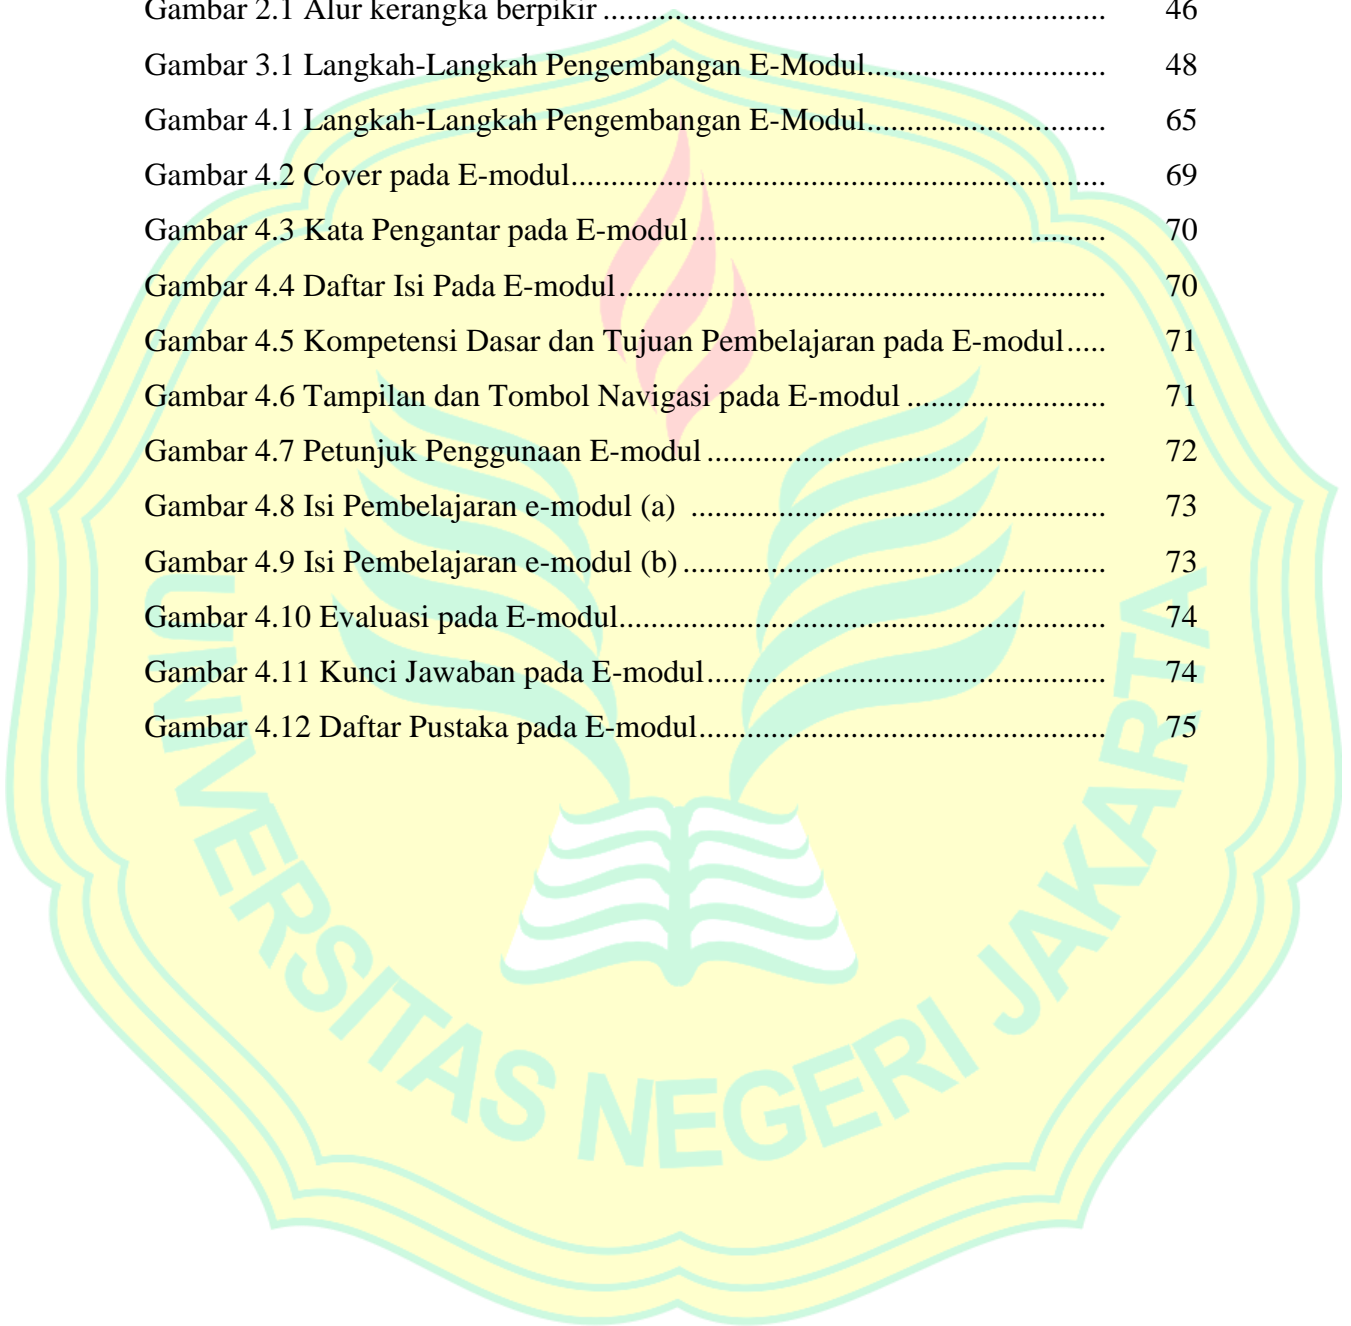 Gambar 2.1 Alur kerangka berpikir ................................................................ 46
Gambar 3.1 Langkah-Langkah Pengembangan E-Modul.............................. 48
Gambar 4.1 Langkah-Langkah Pengembangan E-Modul.............................. 65
Gambar 4.2 Cover pada E-modul.................................................................... 69
Gambar 4.3 Kata Pengantar pada E-modul..................................................... 70
Gambar 4.4 Daftar Isi Pada E-modul.............................................................. 70
Gambar 4.5 Kompetensi Dasar dan Tujuan Pembelajaran pada E-modul..... 71
Gambar 4.6 Tampilan dan Tombol Navigasi pada E-modul ......................... 71
Gambar 4.7 Petunjuk Penggunaan E-modul ................................................... 72
Gambar 4.8 Isi Pembelajaran e-modul (a) ..................................................... 73
Gambar 4.9 Isi Pembelajaran e-modul (b) ...................................................... 73
Gambar 4.10 Evaluasi pada E-modul.............................................................. 74
Gambar 4.11 Kunci Jawaban pada E-modul................................................... 74
Gambar 4.12 Daftar Pustaka pada E-modul.................................................... 75
UNIVERSITAS NEGERI JAKARTA